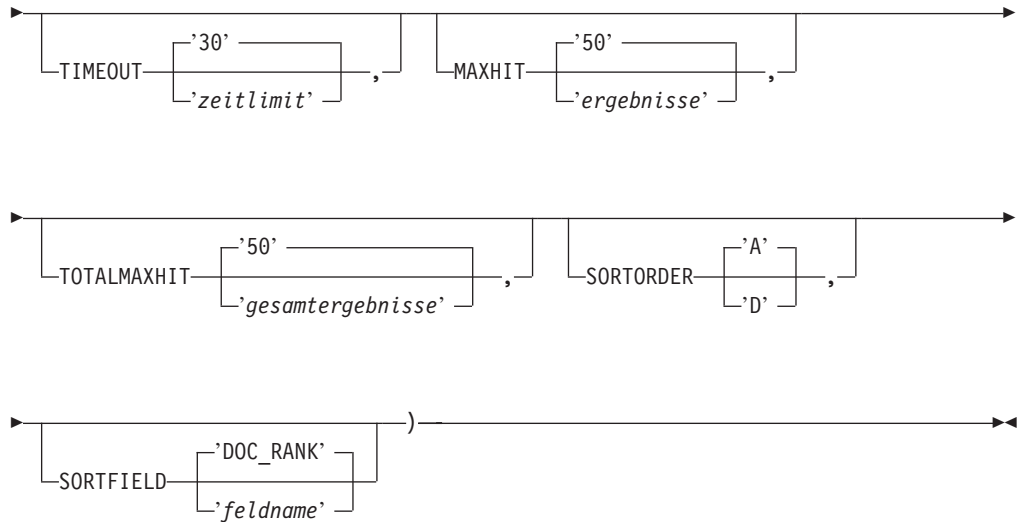 '30' '50'
TIMEOUT , MAXHIT ,
'zeitlimit' 'ergebnisse'
'50' 'A'
TOTALMAXHIT , SORTORDER ,
'gesamtergebnisse' 'D'
)
'DOC_RANK'
SORTFIELD
'feldname'